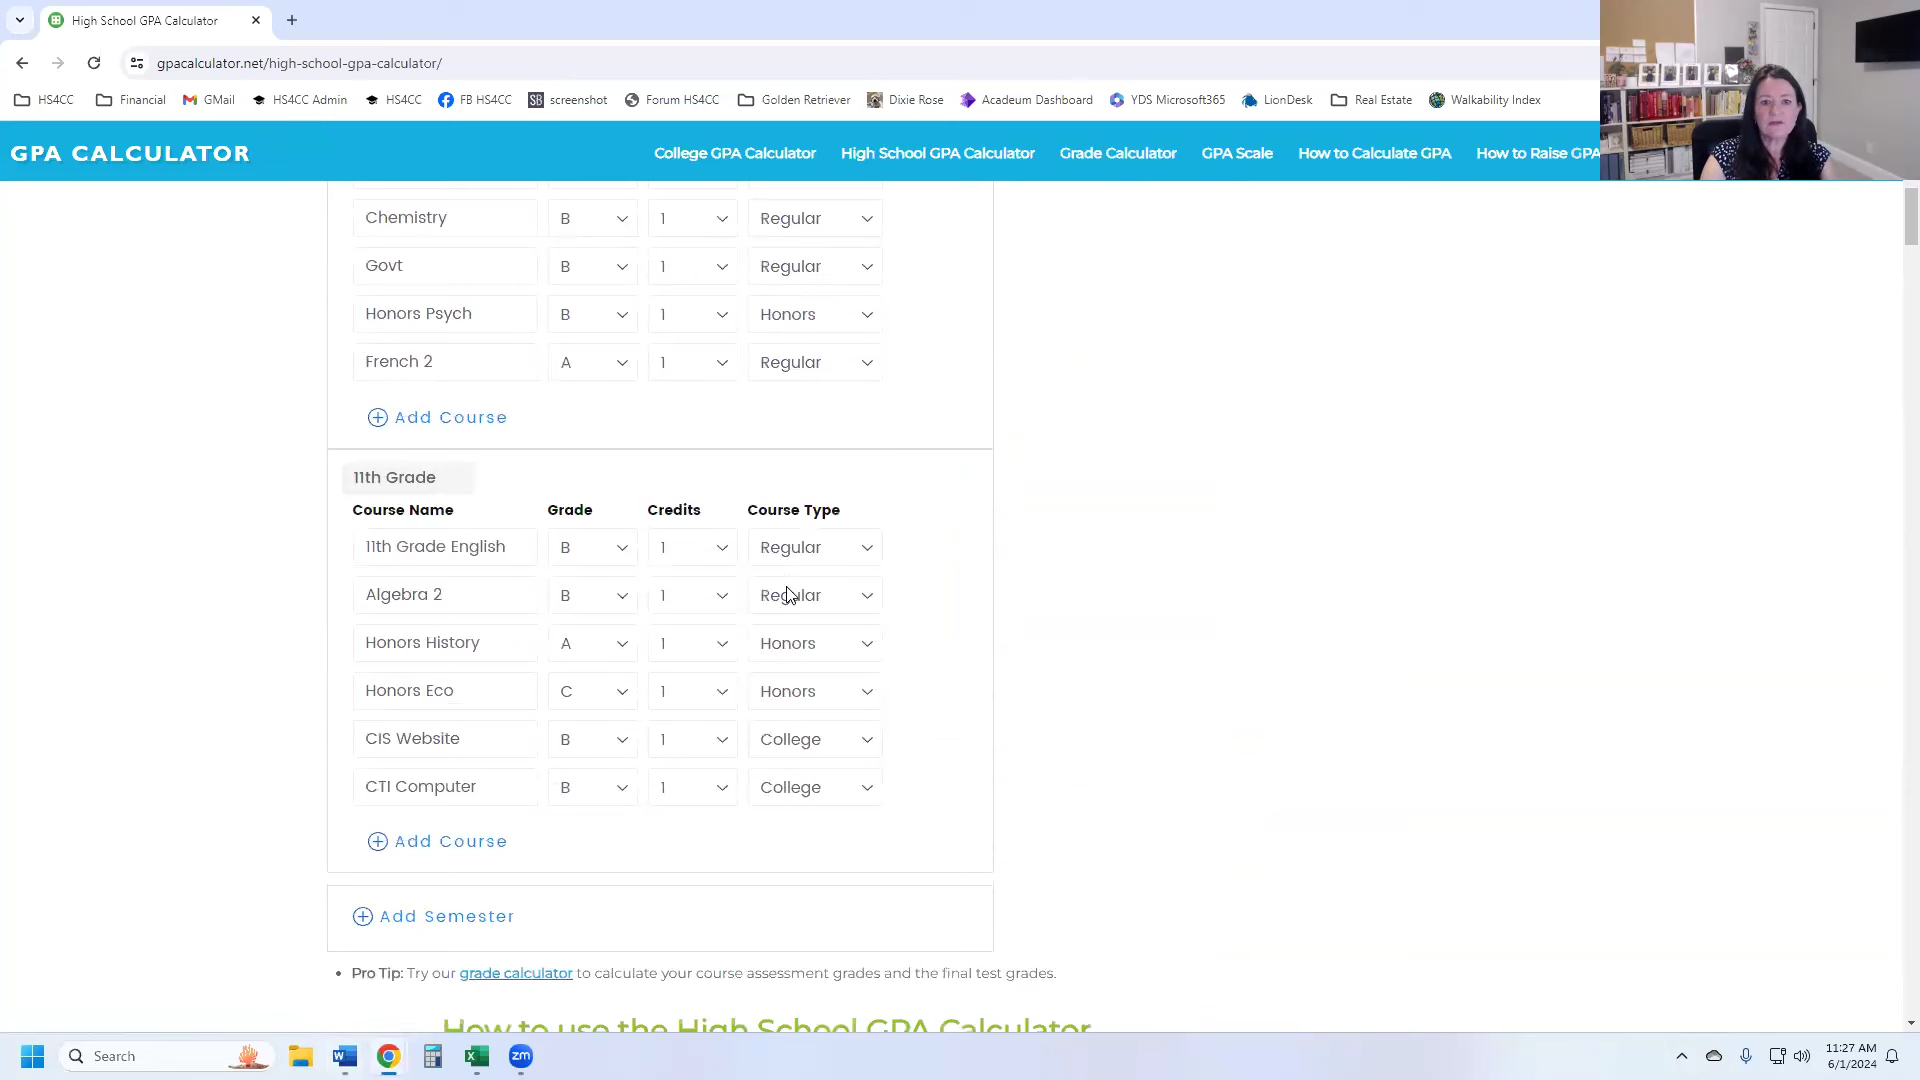 High School GPA Calculator
gpacalculator.net/high-school-gpa-calculator/
HS4CC Financial GMail HS4CC Admin HS4CC FB HS4CC SB screenshot Forum HS4CC Golden Retriever Dixie Rose Acadeum Dashboard YDS Microsoft365 LionDesk Real Estate Walkability Index
GPA CALCULATOR College GPA Calculator High School GPA Calculator Grade Calculator GPA Scale How to Calculate GPA How to Raise GPA
Chemistry B 1 Regular
Govt B 1 Regular
Honors Psych B 1 Honors
French 2 A 1 Regular
Add Course
11th Grade
Course Name Grade Credits Course Type
11th Grade English B 1 Regular
Algebra 2 B 1 Regular
Honors History A 1 Honors
Honors Eco C 1 Honors
CIS Website B 1 College
CTI Computer B 1 College
Add Course
Add Semester
• Pro Tip: Try our grade calculator to calculate your course assessment grades and the final test grades.
How to use the High School GPA Calculator
Search zm 11:27 AM
6/1/2024